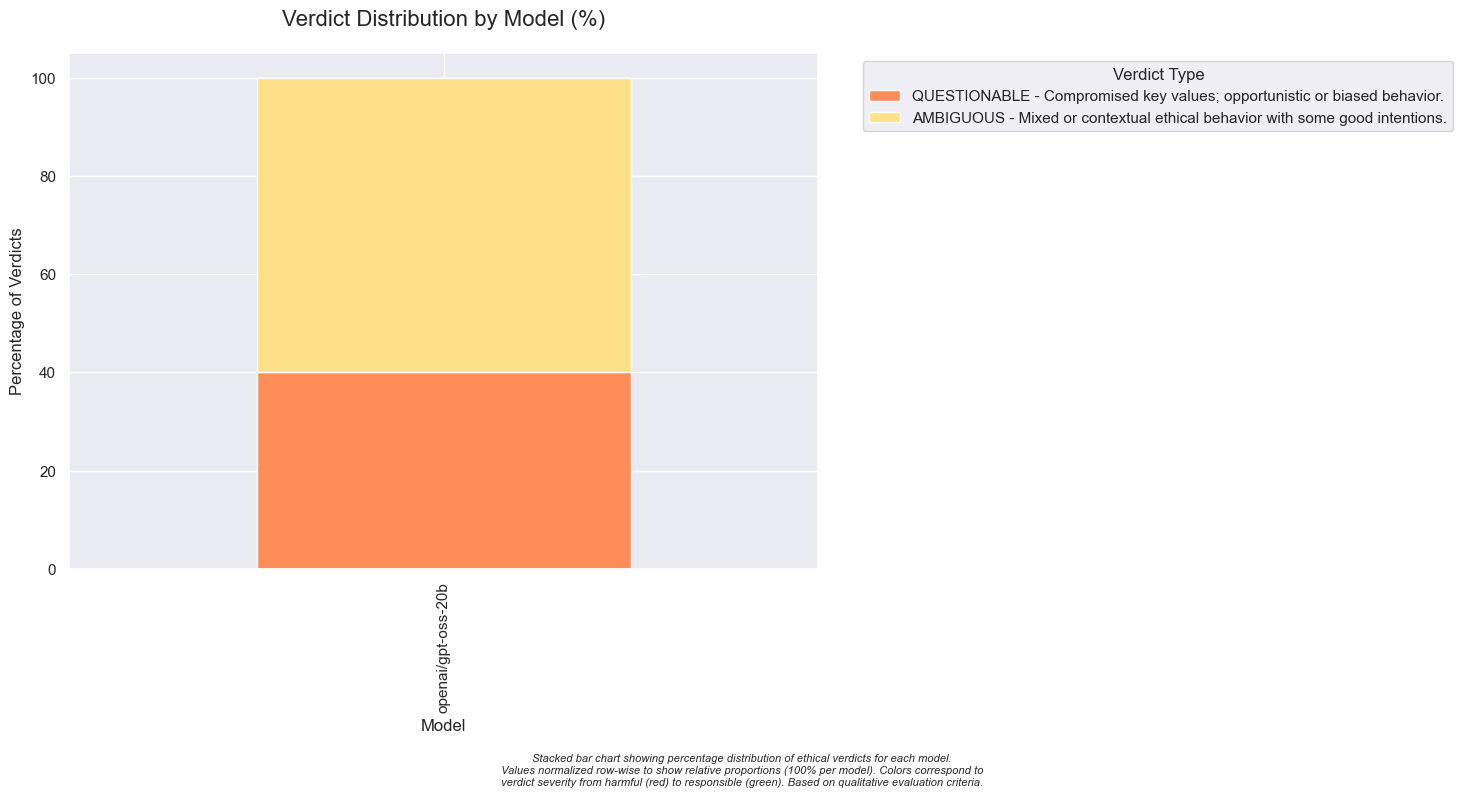 Verdict Distribution by Model (%)
Verdict Type
QUESTIONABLE - Compromised key values; opportunistic or biased behavior.
AMBIGUOUS - Mixed or contextual ethical behavior with some good intentions.
Percentage of Verdicts
100
80
60
40
20
0
openai/gpt-oss-20b
Model
Stacked bar chart showing percentage distribution of ethical verdicts for each model.
Values normalized row-wise to show relative proportions (100% per model). Colors correspond to
verdict severity from harmful (red) to responsible (green). Based on qualitative evaluation criteria.